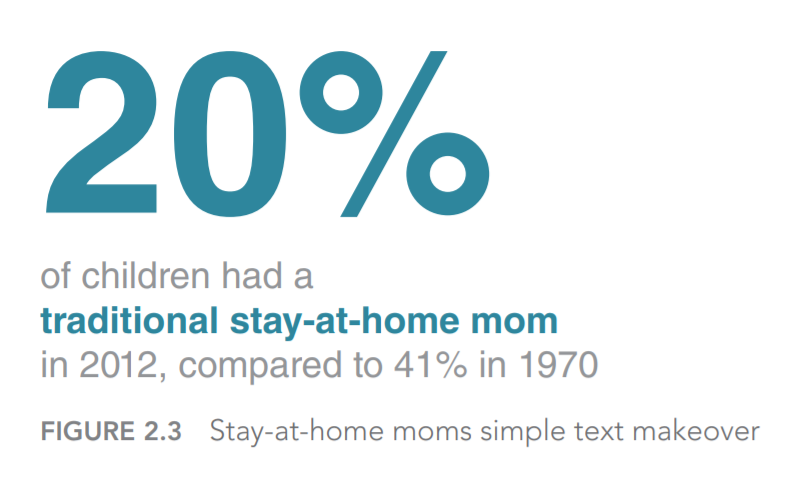 20%
of children had a
traditional stay-at-home mom
in 2012, compared to 41% in 1970
FIGURE 2.3 Stay-at-home moms simple text makeover